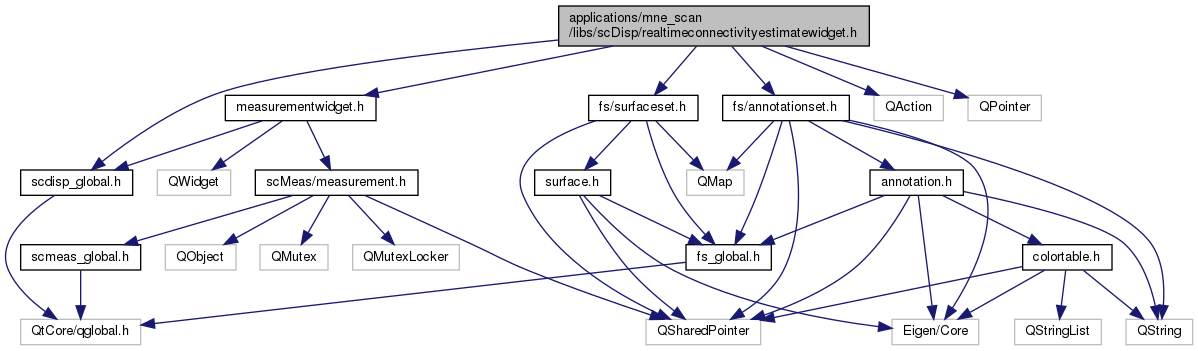 applications/mne_scan
/libs/scDisp/realtimeconnectivityestimatewidget.h
measurementwidget.h
fs/surfaceset.h
fs/annotationset.h
QAction
QPointer
scdisp_global.h
QWidget
scMeas/measurement.h
surface.h
QMap
annotation.h
scmeas_global.h
QObject
QMutex
QMutexLocker
fs_global.h
colortable.h
QtCore/qglobal.h
QSharedPointer
Eigen/Core
QStringList
QString